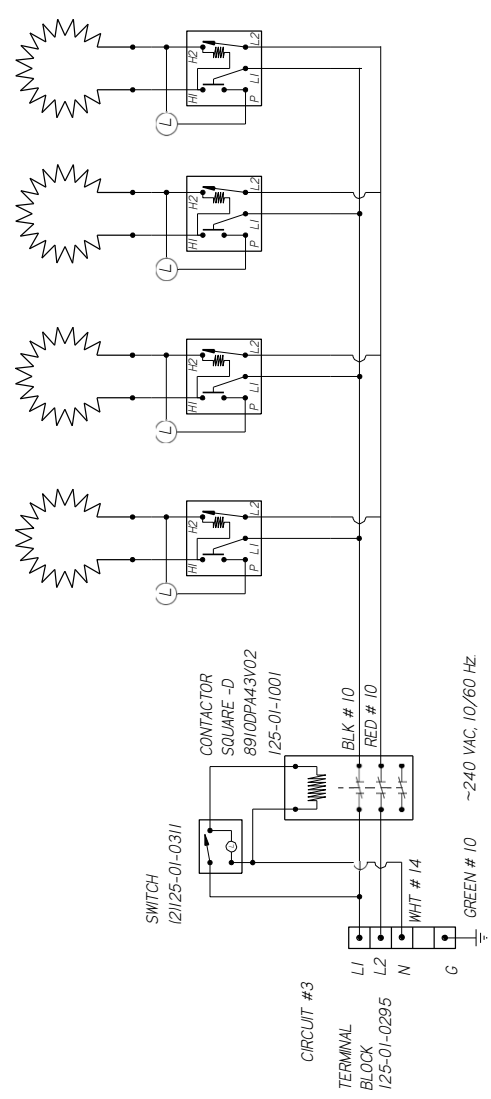 CIRCUIT #3
TERMINAL
BLOCK
125-01-0295
L1
L2
N
G
SWITCH
121125-01-0311
L
WHT # 14
GREEN # 10
CONTACTOR
SQUARE -D
8910DPA43V02
125-01-1001
BLK # 10
RED # 10
~240 VAC, 10/60 Hz.
L
H1
H2
P
L1
L2
L
H1
H2
P
L1
L2
L
H1
H2
P
L1
L2
L
H1
H2
P
L1
L2